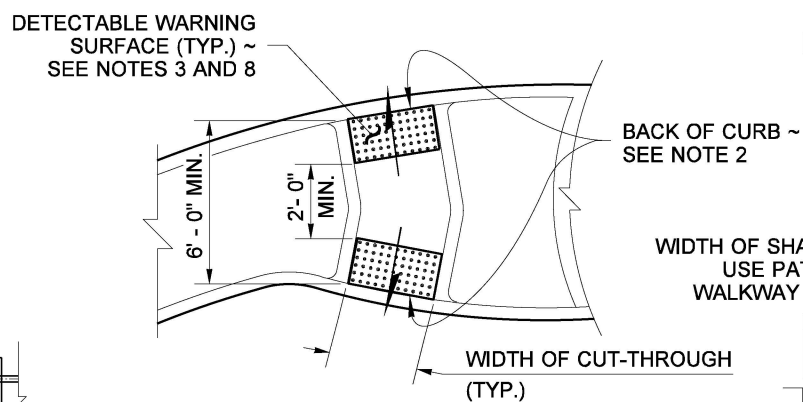 DETECTABLE WARNING
SURFACE (TYP.) ~
SEE NOTES 3 AND 8
BACK OF CURB ~
SEE NOTE 2
6' - 0" MIN.
2'- 0"
MIN.
WIDTH OF SHA
USE PAT
WALKWAY
WIDTH OF CUT-THROUGH
(TYP.)